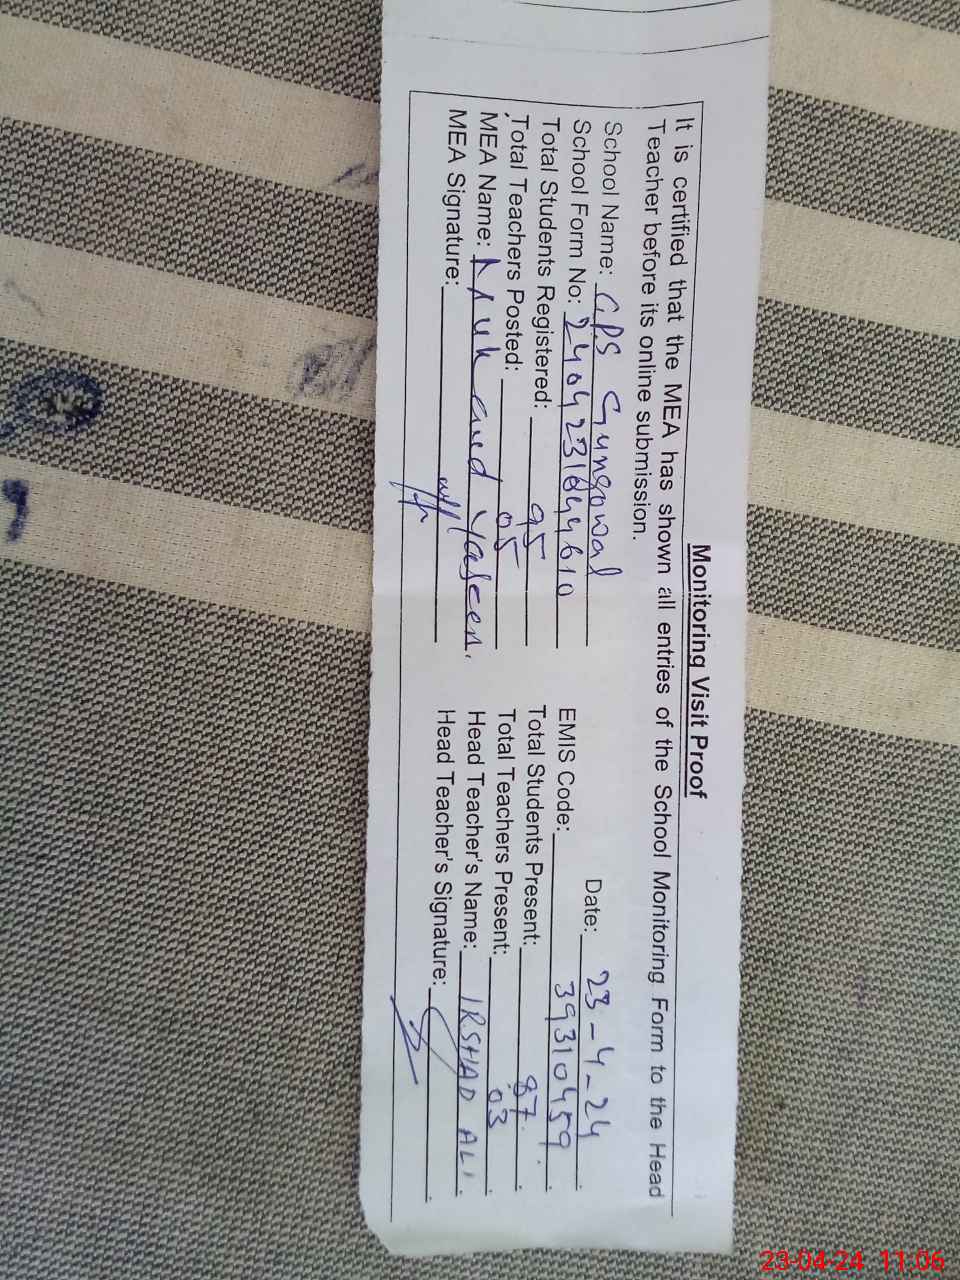 Monitoring Visit Proof
It is certified that the MEA has shown all entries of the School Monitoring Form to the Head
Teacher before its online submission.
School Name: GPS Gungowal Date: 23-4-24
School Form No: EMIS Code: 39310459
Total Students Registered: 95 Total Students Present: 87
Total Teachers Posted: 05 Total Teachers Present: 03
MEA Name: Yaseen Head Teacher's Name: IRSHAD ALI
MEA Signature: Head Teacher's Signature:
23-04-24 11:06